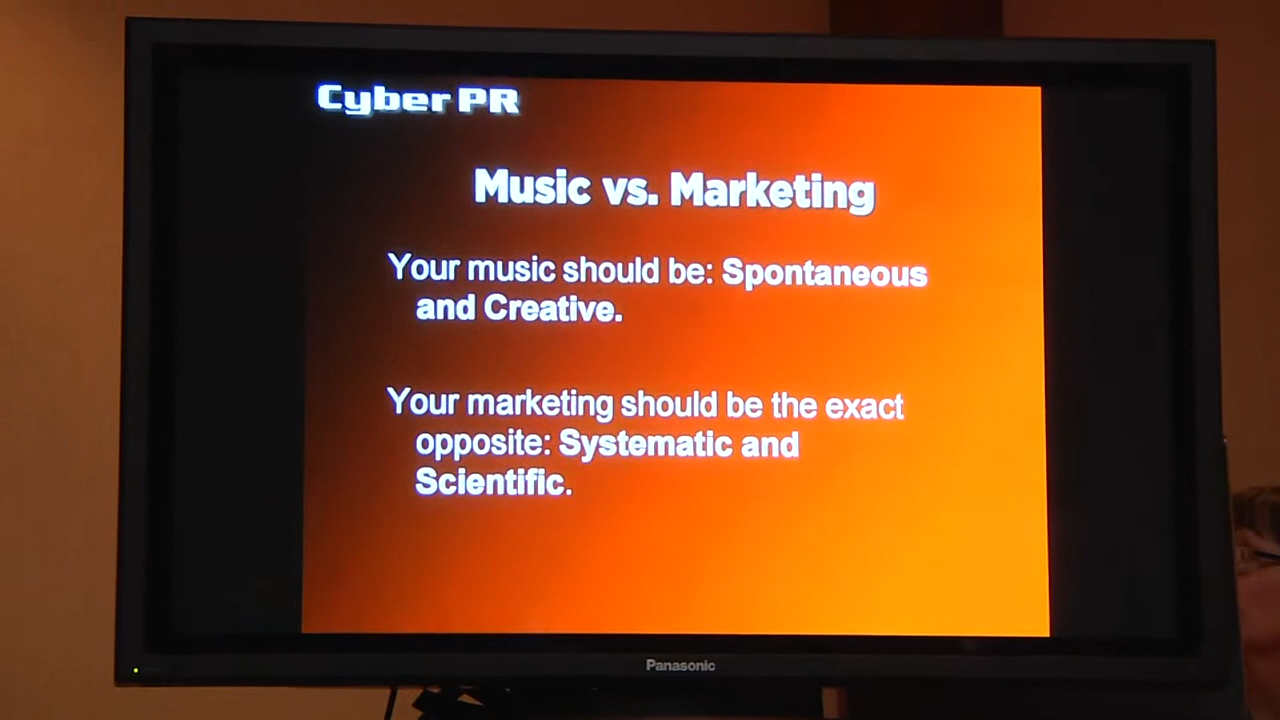 Cyber PR
Music vs. Marketing
Your music should be: Spontaneous
and Creative.
Your marketing should be the exact
opposite: Systematic and
Scientific.
Panasonic